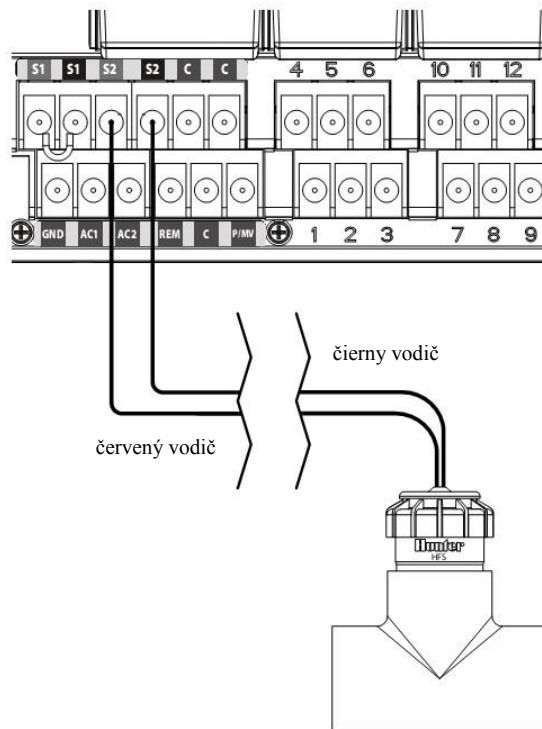 S1 S1 S2 S2 C C 4 5 6 10 11 12
GND AC1 AC2 REM C P/MV 1 2 3 7 8 9
čierny vodič
červený vodič
Hunter
HFS